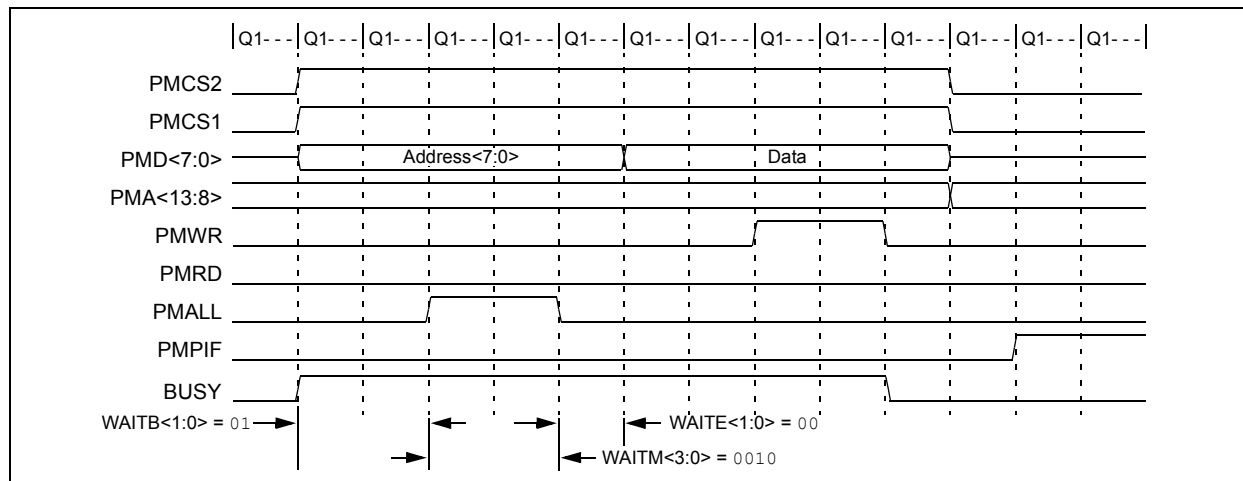 Q1- - - Q1- - - Q1- - - Q1- - - Q1- - - Q1- - - Q1- - - Q1- - - Q1- - - Q1- - - Q1- - - Q1- - - Q1- - - Q1- - -
PMCS2
PMCS1
PMD<7:0> Address<7:0> Data
PMA<13:8>
PMWR
PMRD
PMALL
PMPIF
BUSY
WAITB<1:0> = 01 WAITE<1:0> = 00
WAITM<3:0> = 0010